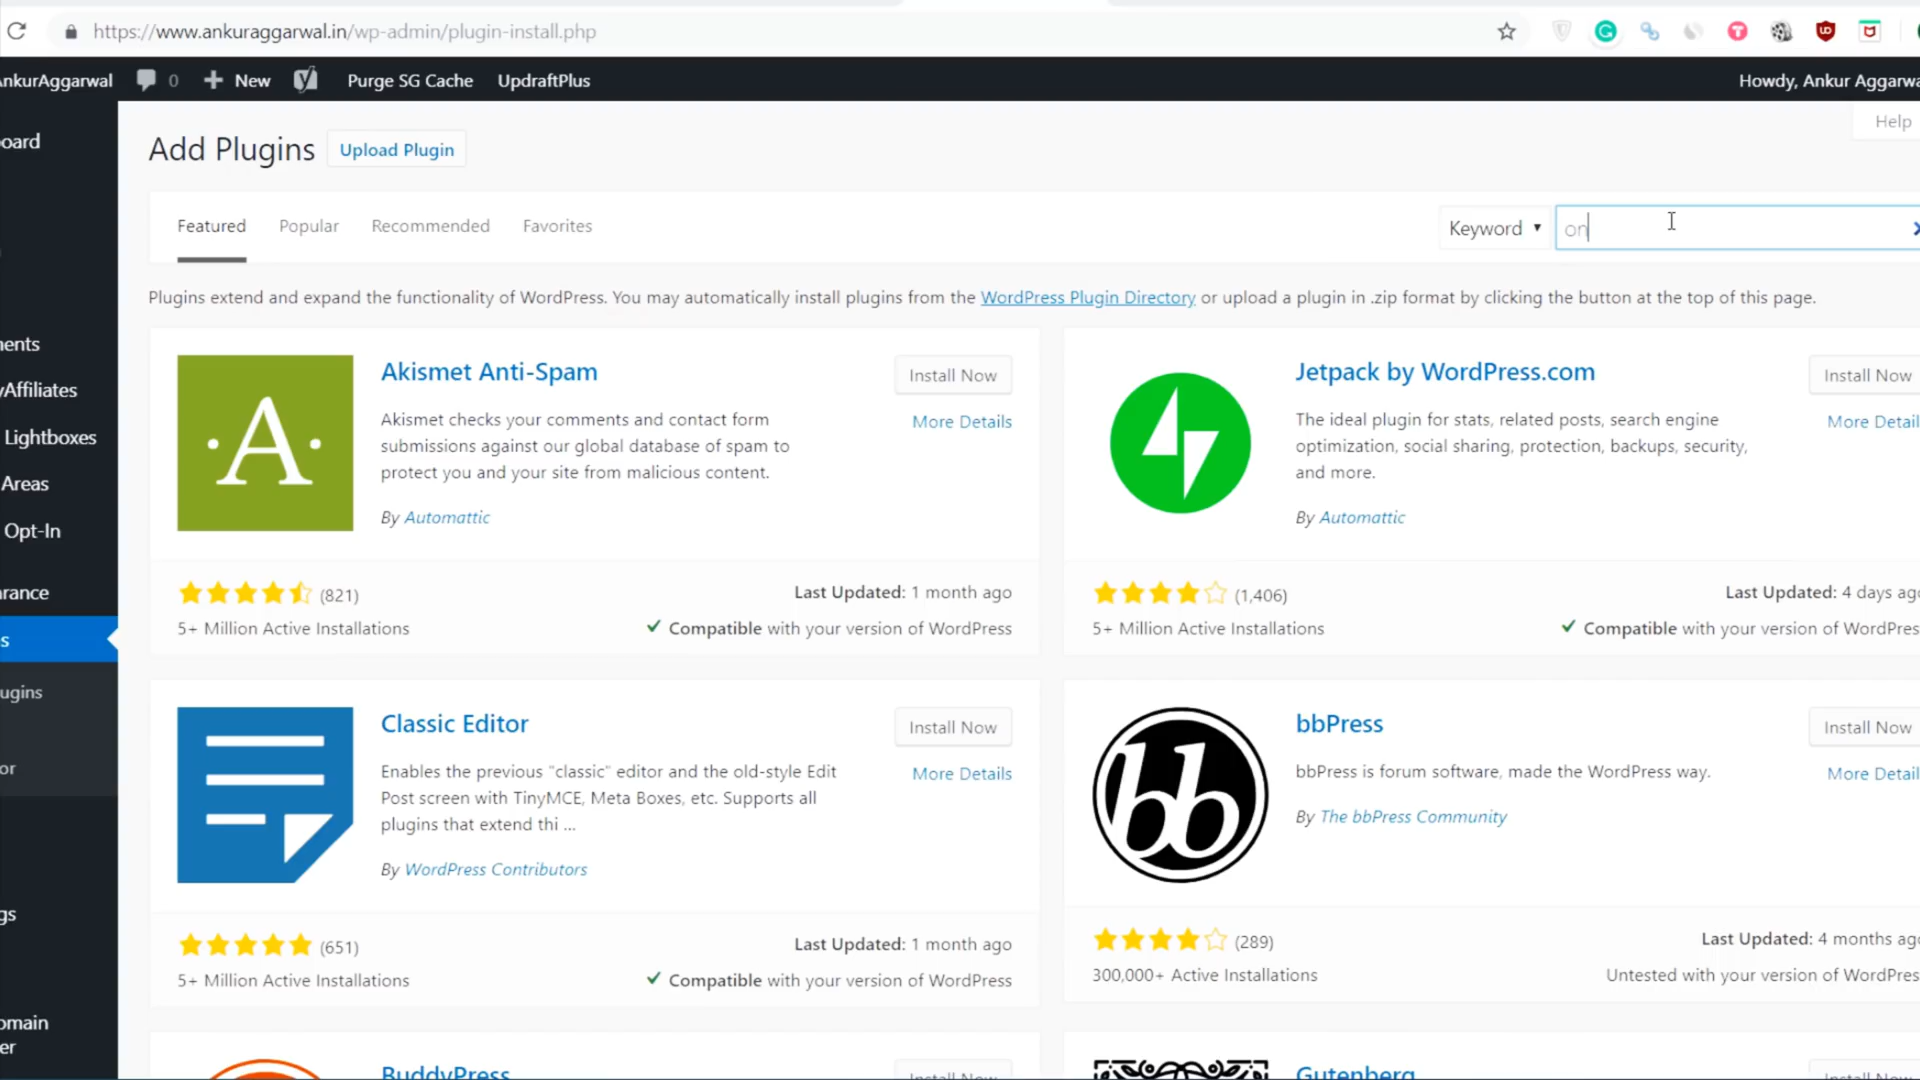 https://www.ankuraggarwal.in/wp-admin/plugin-install.php
nkurAggarwal 0 New Purge SG Cache UpdraftPlus Howdy, Ankur Aggarwa
Help
oard
ents
yAffiliates
Lightboxes
Areas
Opt-In
arance
s
ugins
or
gs
omain
er
Add Plugins Upload Plugin
Featured Popular Recommended Favorites Keyword on
Plugins extend and expand the functionality of WordPress. You may automatically install plugins from the WordPress Plugin Directory or upload a plugin in .zip format by clicking the button at the top of this page.
A
Akismet Anti-Spam
Install Now
More Details
Akismet checks your comments and contact form
submissions against our global database of spam to
protect you and your site from malicious content.
By Automattic
(821)
Last Updated: 1 month ago
5+ Million Active Installations
Compatible with your version of WordPress
Jetpack by WordPress.com
Install Now
More Detail
The ideal plugin for stats, related posts, search engine
optimization, social sharing, protection, backups, security,
and more.
By Automattic
(1,406)
Last Updated: 4 days ago
5+ Million Active Installations
Compatible with your version of WordPres
Classic Editor
Install Now
More Details
Enables the previous "classic" editor and the old-style Edit
Post screen with TinyMCE, Meta Boxes, etc. Supports all
plugins that extend thi ...
By WordPress Contributors
(651)
Last Updated: 1 month ago
5+ Million Active Installations
Compatible with your version of WordPress
bb
bbPress
Install Now
More Detail
bbPress is forum software, made the WordPress way.
By The bbPress Community
(289)
Last Updated: 4 months ago
300,000+ Active Installations
Untested with your version of WordPres
BuddyPress
Install Now
Gutenberg
Install Now